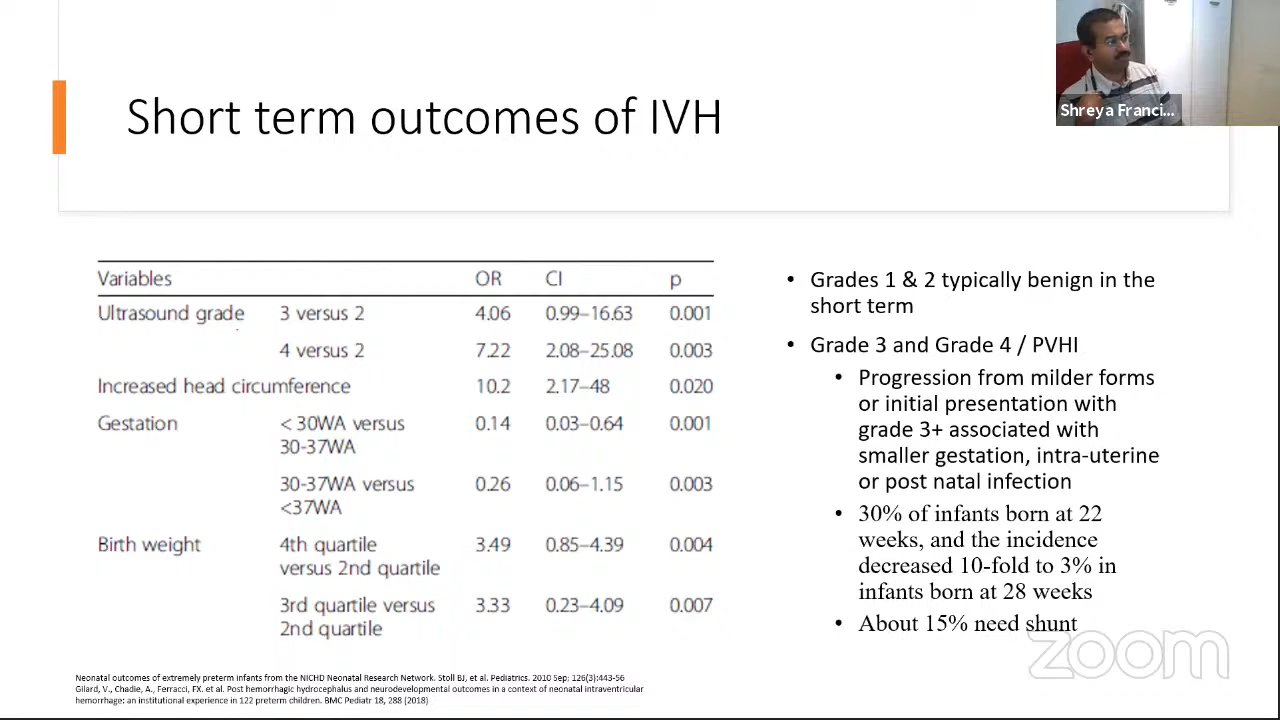 Shreya Franci...
Short term outcomes of IVH
Variables OR CI p
Ultrasound grade 3 versus 2 4.06 0.99–16.63 0.001
4 versus 2 7.22 2.08–25.08 0.003
Increased head circumference 10.2 2.17–48 0.020
Gestation < 30WA versus 0.14 0.03–0.64 0.001
30-37WA
30-37WA versus 0.26 0.06–1.15 0.003
<37WA
Birth weight 4th quartile 3.49 0.85–4.39 0.004
versus 2nd quartile
3rd quartile versus 3.33 0.23–4.09 0.007
2nd quartile
• Grades 1 & 2 typically benign in the
short term
• Grade 3 and Grade 4 / PVHI
• Progression from milder forms
or initial presentation with
grade 3+ associated with
smaller gestation, intra-uterine
or post natal infection
• 30% of infants born at 22
weeks, and the incidence
decreased 10-fold to 3% in
infants born at 28 weeks
• About 15% need shunt
zoom
Neonatal outcomes of extremely preterm infants from the NICHD Neonatal Research Network. Stoll BJ, et al. Pediatrics. 2010 Sep; 126(3):443-56
Gilard, V., Chadie, A., Ferracci, FX. et al. Post hemorrhagic hydrocephalus and neurodevelopmental outcomes in a context of neonatal intraventricular
hemorrhage: an institutional experience in 122 preterm children. BMC Pediatr 18, 288 (2018)